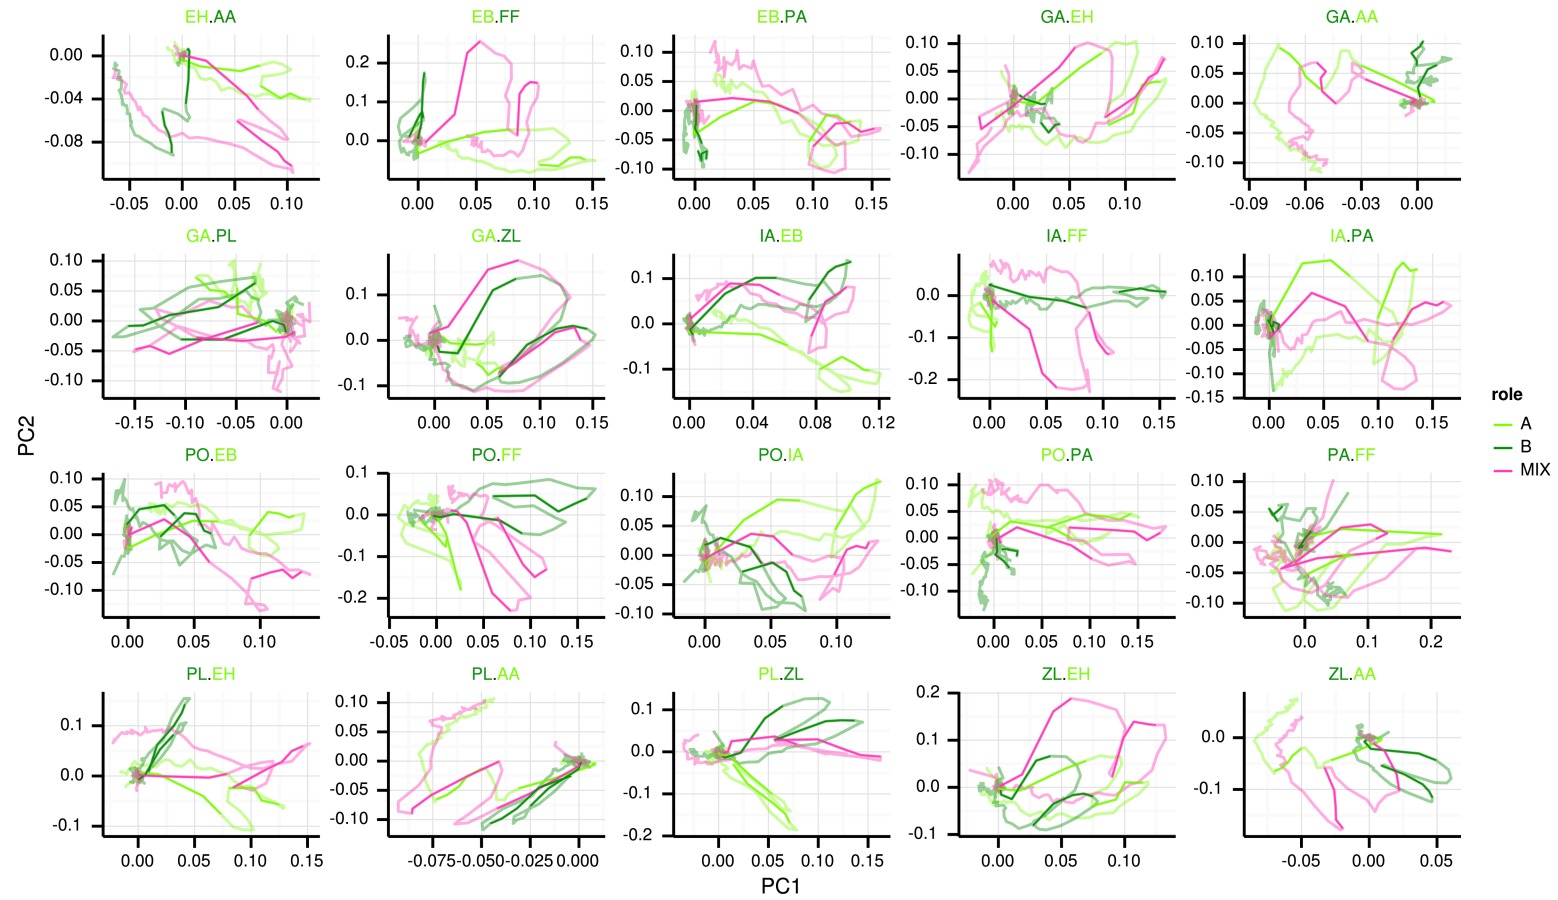 EH.AA EB.FF EB.PA GA.EH GA.AA
0.00 -0.04 -0.08
0.2 0.1 0.0
0.10 0.05 0.00 -0.05 -0.10
0.10 0.05 0.00 -0.05 -0.10
0.10 0.05 0.00 -0.05 -0.10
-0.05 0.00 0.05 0.10
0.00 0.05 0.10 0.15
0.00 0.05 0.10 0.15
0.00 0.05 0.10
-0.09 -0.06 -0.03 0.00
GA.PL GA.ZL IA.EB IA.FF IA.PA
0.10 0.05 0.00 -0.05 -0.10
0.1 0.0 -0.1
0.1 0.0 -0.1
0.0 -0.1 -0.2
0.10 0.05 0.00 -0.05 -0.10 -0.15
-0.15 -0.10 -0.05 0.00
0.00 0.05 0.10 0.15
0.00 0.04 0.08 0.12
0.00 0.05 0.10 0.15
0.00 0.05 0.10 0.15
PO.EB PO.FF PO.IA PO.PA PA.FF
0.10 0.05 0.00 -0.05 -0.10
0.1 0.0 -0.1 -0.2
0.10 0.05 0.00 -0.05 -0.10
0.10 0.05 0.00 -0.05 -0.10
0.10 0.05 0.00 -0.05 -0.10
0.00 0.05 0.10
-0.05 0.00 0.05 0.10 0.15
0.00 0.05 0.10
0.00 0.05 0.10 0.15
0.0 0.1 0.2
PL.EH PL.AA PL.ZL ZL.EH ZL.AA
0.1 0.0 -0.1
0.10 0.05 0.00 -0.05 -0.10
0.1 0.0 -0.1 -0.2
0.2 0.1 0.0 -0.1
0.0 -0.1
0.00 0.05 0.10 0.15
-0.075 -0.050 -0.025 0.000
0.00 0.05 0.10 0.15
0.00 0.05 0.10
-0.05 0.00 0.05
PC1
PC2
role
A
B
MIX